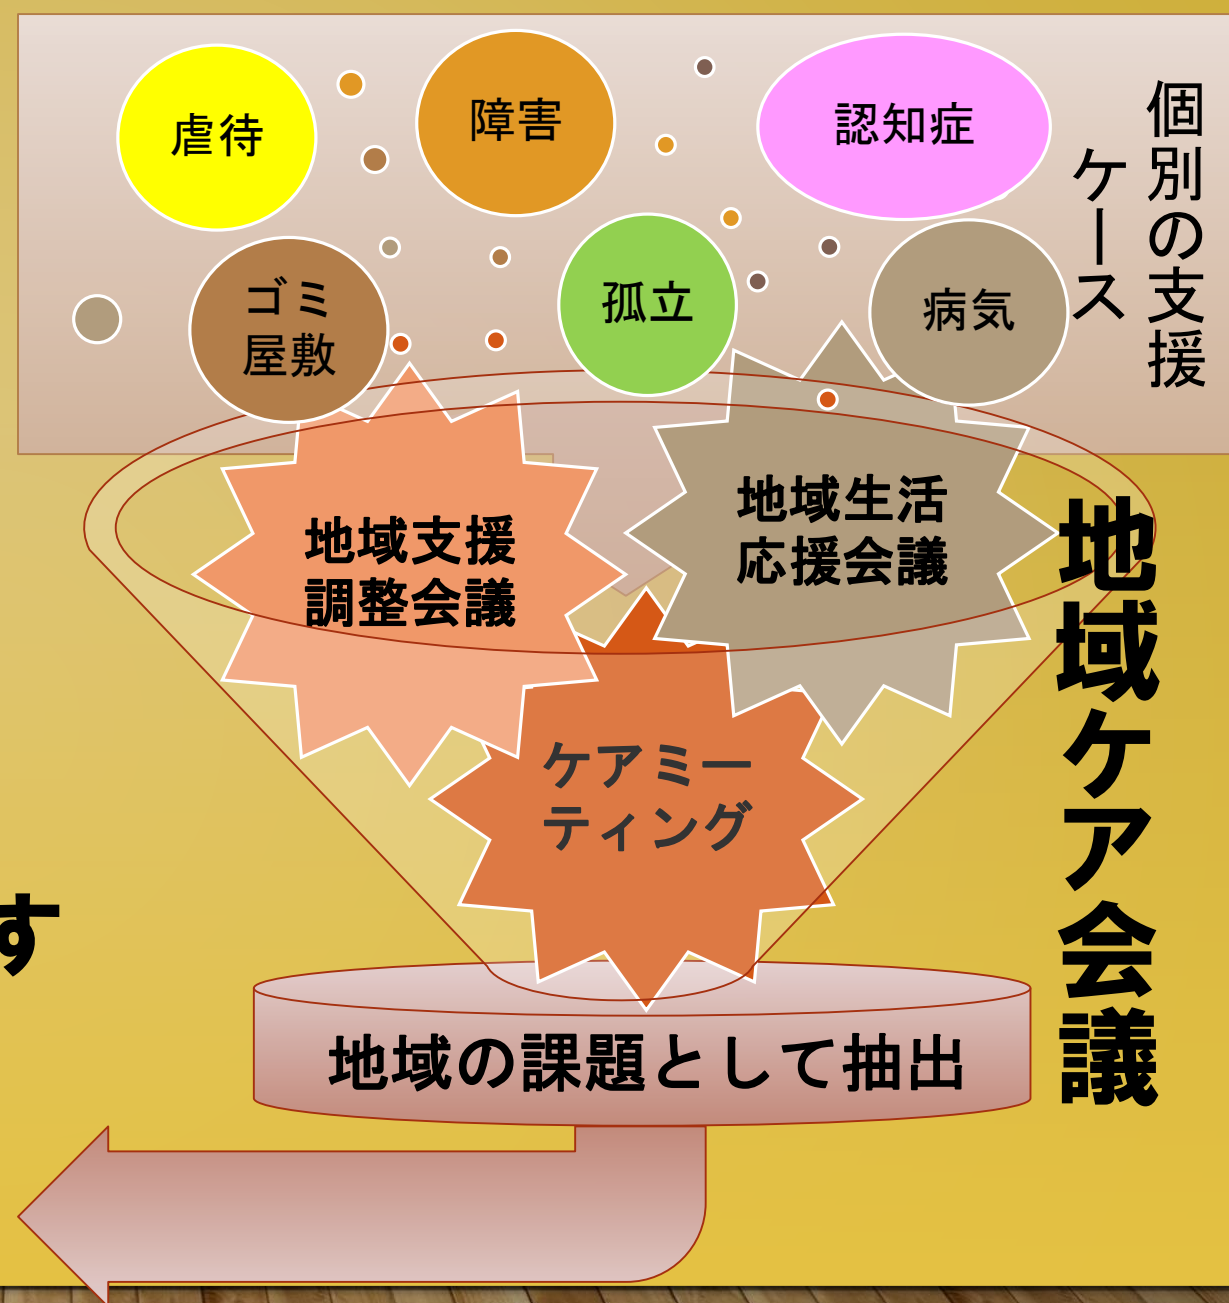 虐待
障害
認知症
個別の支援
ケース
ゴミ
屋敷
孤立
病気
地域支援
調整会議
地域生活
応援会議
ケアミー
ティング
地域ケア会議
す
地域の課題として抽出